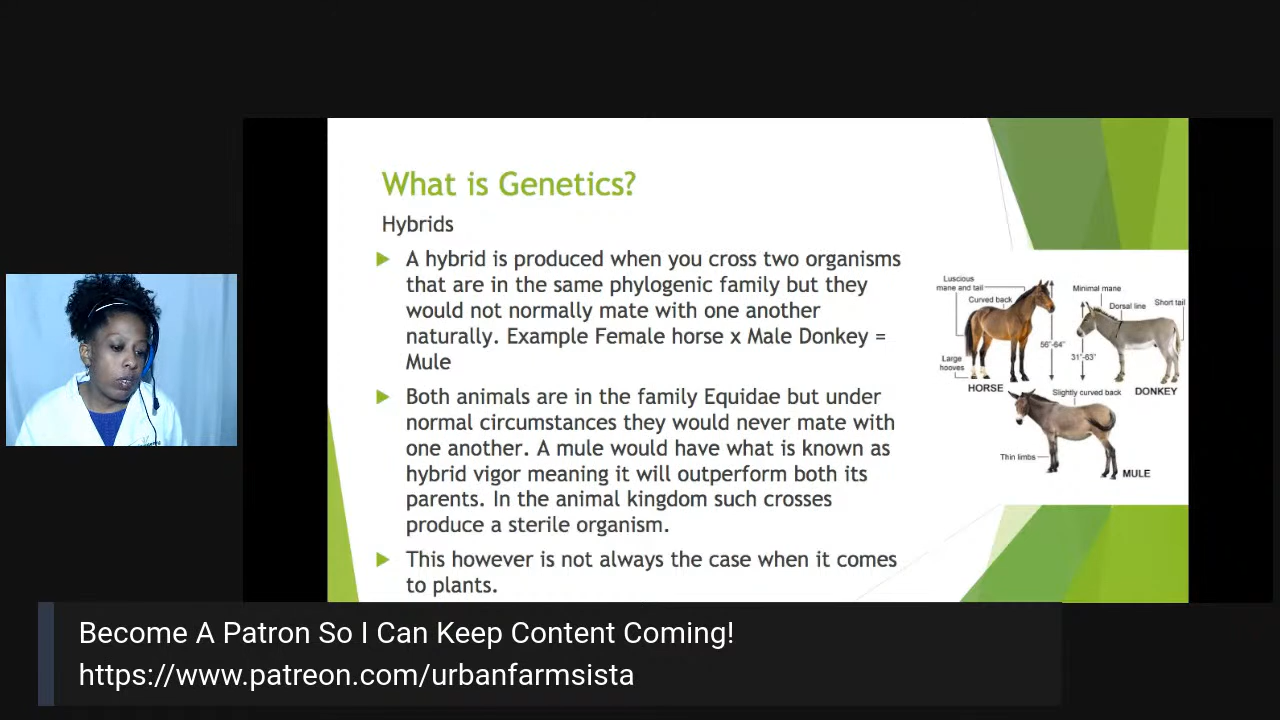 What is Genetics?
Hybrids
A hybrid is produced when you cross two organisms
that are in the same phylogenic family but they
would not normally mate with one another
naturally. Example Female horse x Male Donkey =
Mule
Both animals are in the family Equidae but under
normal circumstances they would never mate with
one another. A mule would have what is known as
hybrid vigor meaning it will outperform both its
parents. In the animal kingdom such crosses
produce a sterile organism.
This however is not always the case when it comes
to plants.
Luscious
mane and tail
Curved back
56"-64"
Large
hooves
HORSE
Minimal mane
Dorsal line
Short tail
31"-63"
DONKEY
Slightly curved back
Thin limbs
MULE
Become A Patron So I Can Keep Content Coming!
https://www.patreon.com/urbanfarmsista